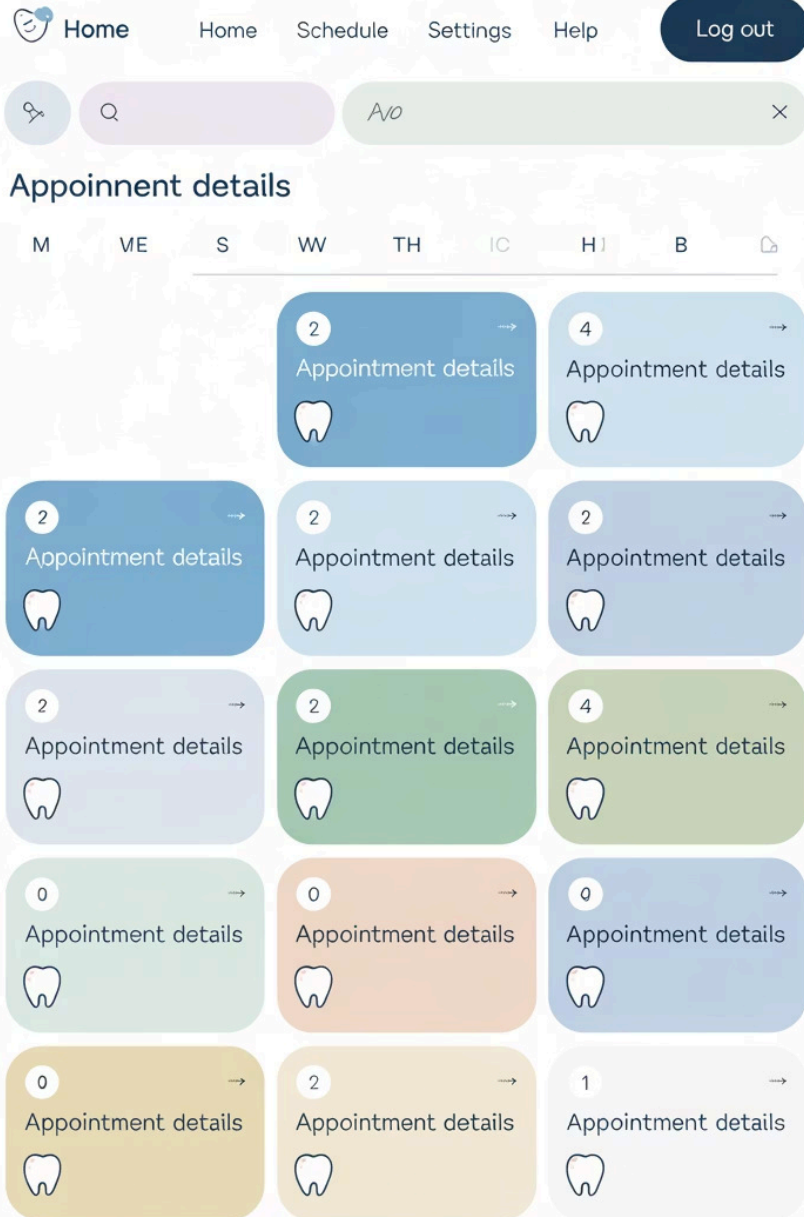 Home Home Schedule Settings Help Log out
Appoinnent details
M S W TH IC H B
2 4
Appointment details Appointment details
2 2 2
Appointment details Appointment details Appointment details
2 2 4
Appointment details Appointment details Appointment details
0 0
Appointment details Appointment details Appointment details
0 2 1
Appointment details Appointment details Appointment details